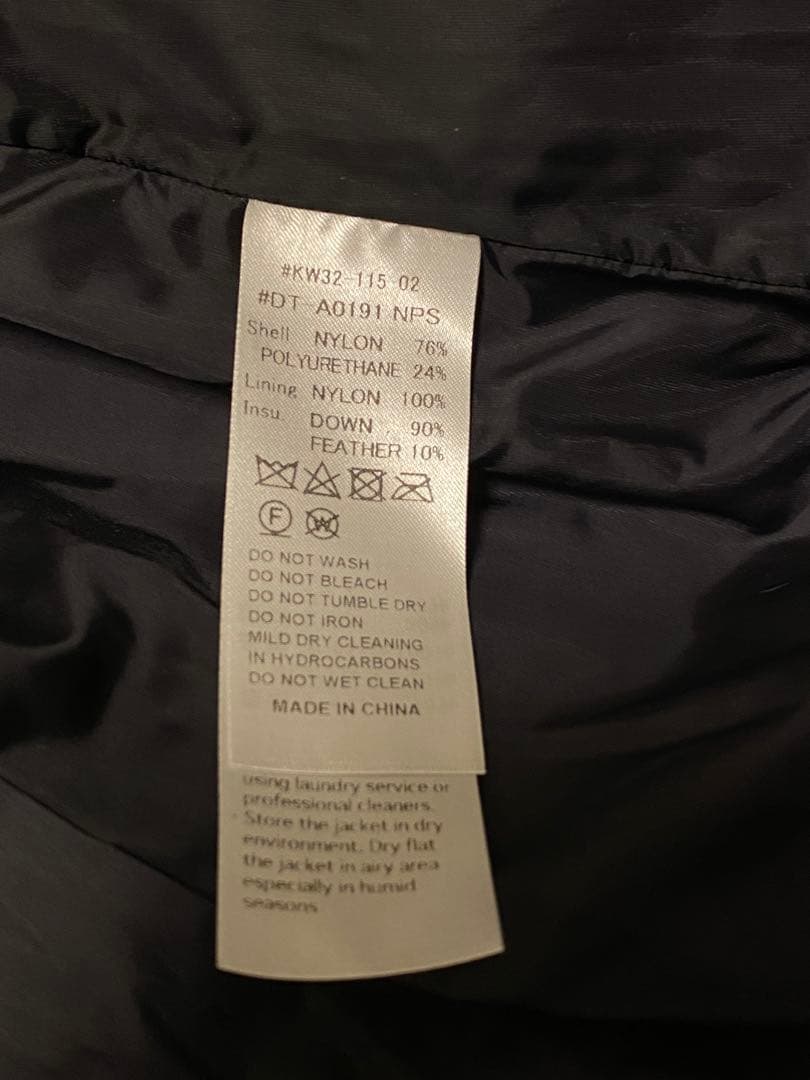 #KW32-115 02
#DT-A0191 NPS
Shell NYLON 76%
POLYURETHANE 24%
Lining NYLON 100%
Insu. DOWN 90%
FEATHER 10%
F W
DO NOT WASH
DO NOT BLEACH
DO NOT TUMBLE DRY
DO NOT IRON
MILD DRY CLEANING
IN HYDROCARBONS
DO NOT WET CLEAN
MADE IN CHINA
using laundry service or
professional cleaners.
Store the jacket in dry
environment. Dry flat
the jacket in airy area
especially in humid
seasons